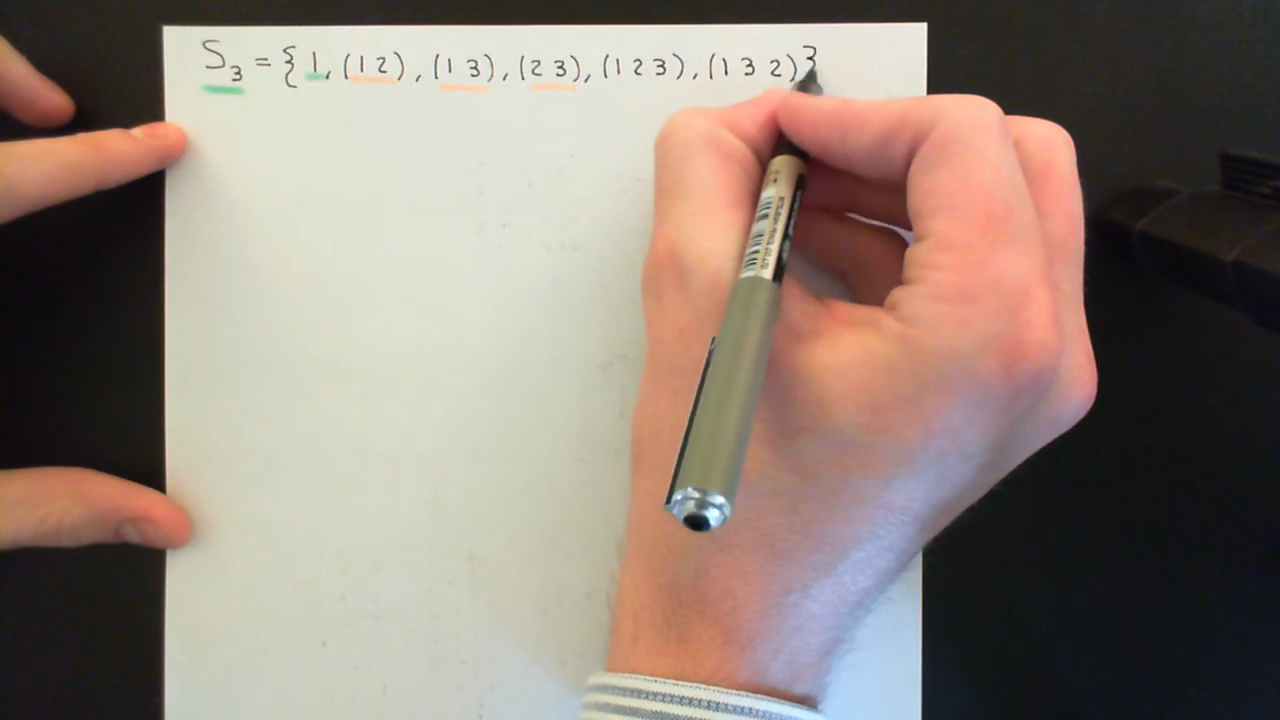 S₃ = {1, (1 2), (1 3), (2 3), (1 2 3), (1 3 2)}